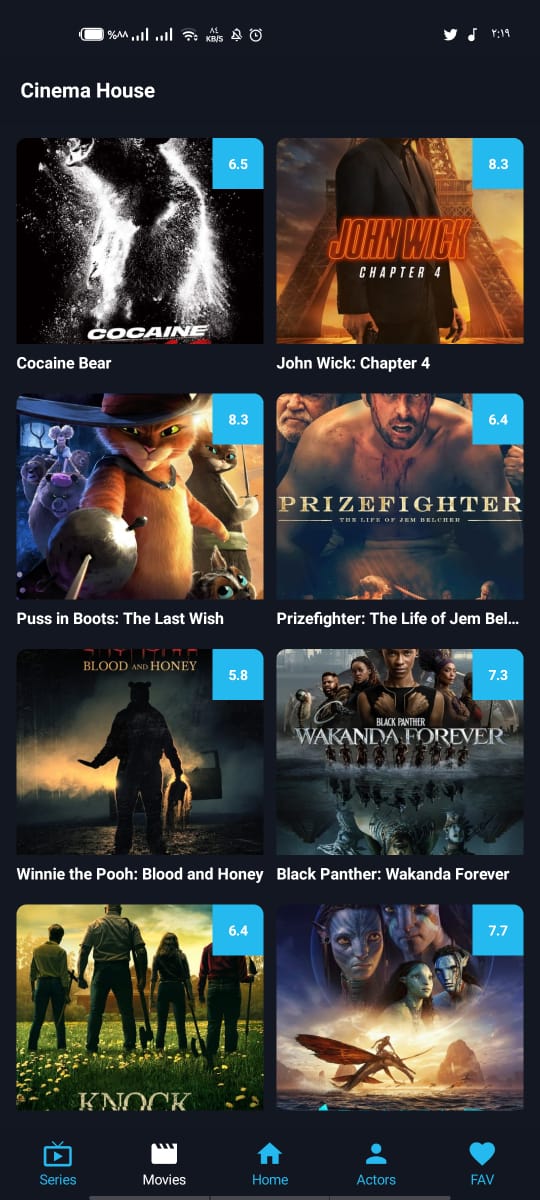 %٨٨
٨٤
KB/S
٢:١٩
Cinema House
6.5
COCAINE
Cocaine Bear
8.3
JOHN WICK
CHAPTER 4
John Wick: Chapter 4
8.3
Puss in Boots: The Last Wish
6.4
PRIZEFIGHTER
THE LIFE OF JEM BELCHER
Prizefighter: The Life of Jem Bel...
5.8
BLOOD AND HONEY
Winnie the Pooh: Blood and Honey
7.3
BLACK PANTHER
WAKANDA FOREVER
Black Panther: Wakanda Forever
6.4
KNOCK
7.7
Series
Movies
Home
Actors
FAV